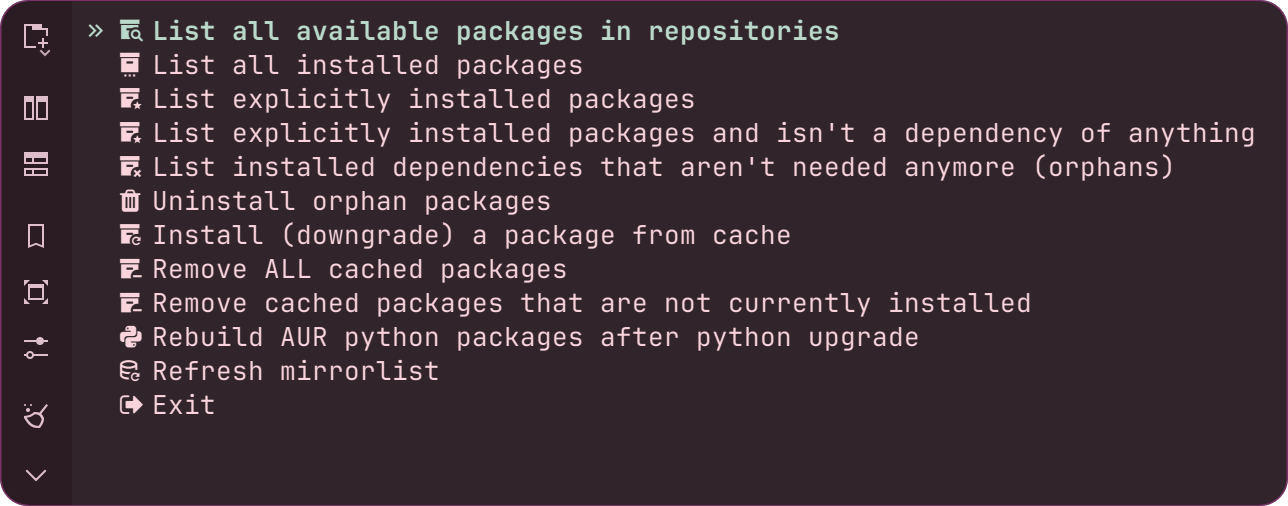 » List all available packages in repositories
List all installed packages
List explicitly installed packages
List explicitly installed packages and isn't a dependency of anything
List installed dependencies that aren't needed anymore (orphans)
Uninstall orphan packages
Install (downgrade) a package from cache
Remove ALL cached packages
Remove cached packages that are not currently installed
Rebuild AUR python packages after python upgrade
Refresh mirrorlist
Exit